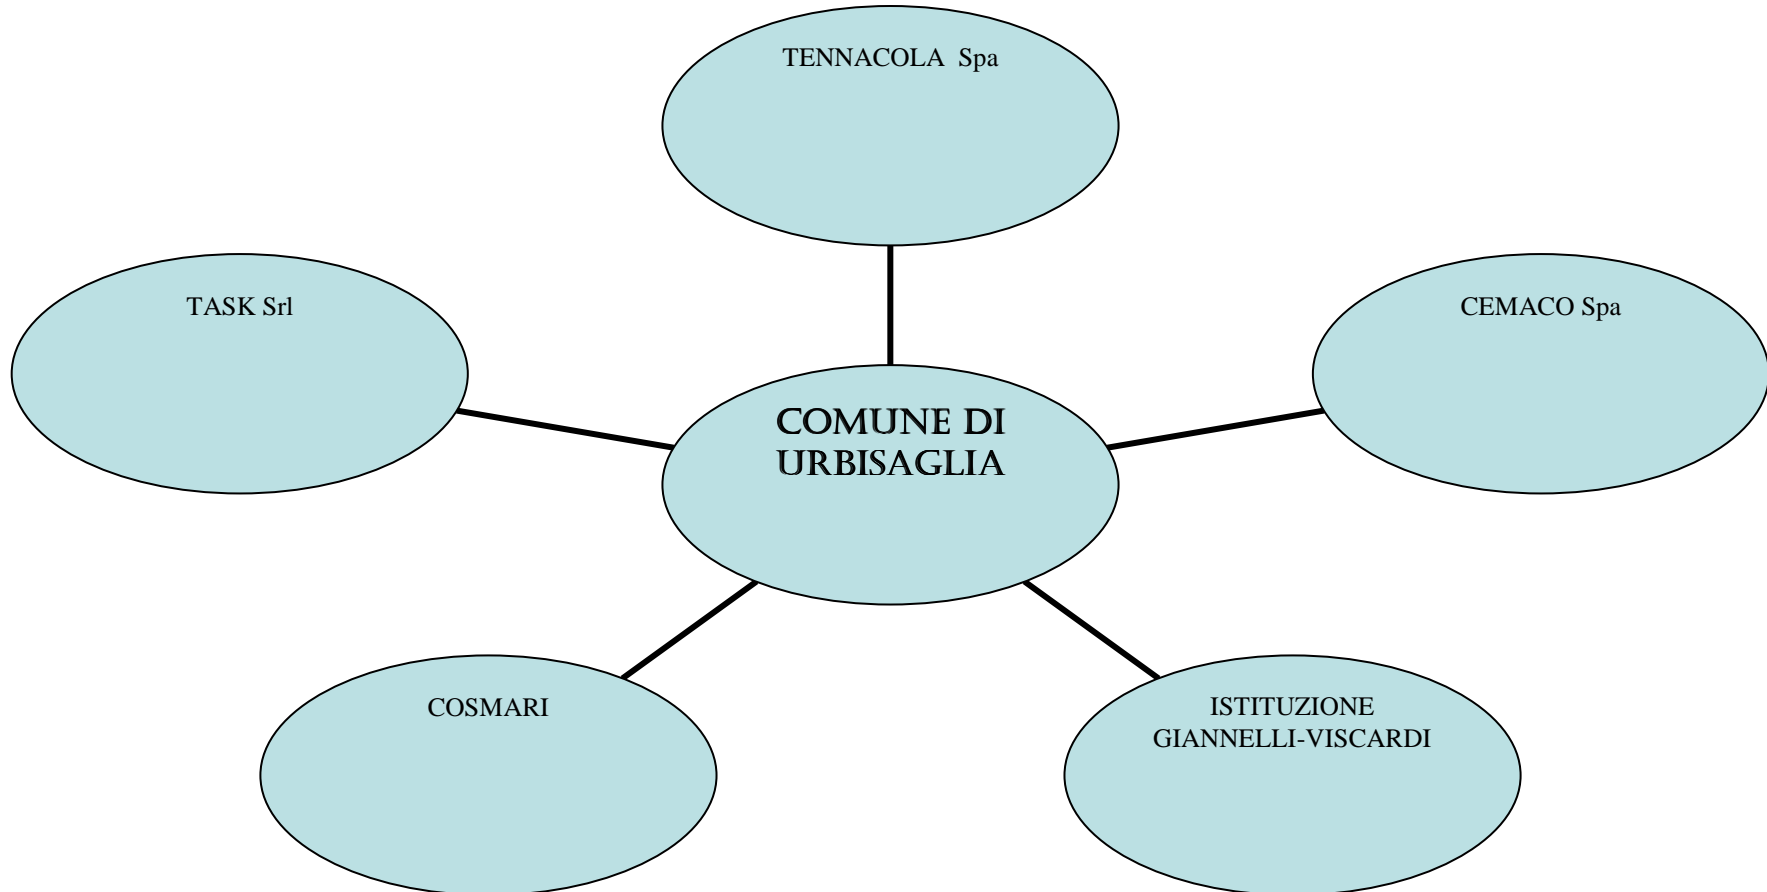 TENNACOLA Spa
TASK Srl
CEMACO Spa
COMUNE DI
URBISAGLIA
COSMARI
ISTITUZIONE
GIANNELLI-VISCARDI